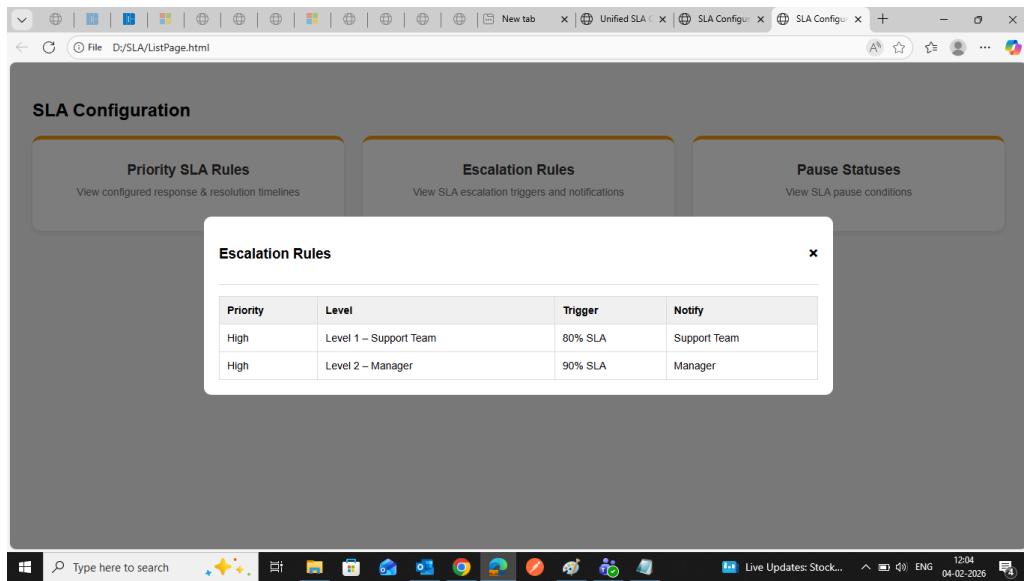 New tab
Unified SLA C
SLA Configur
SLA Configur
File D:/SLA/ListPage.html
SLA Configuration
Priority SLA Rules
View configured response & resolution timelines
Escalation Rules
View SLA escalation triggers and notifications
Pause Statuses
View SLA pause conditions
Escalation Rules
Priority Level Trigger Notify
High Level 1 – Support Team 80% SLA Support Team
High Level 2 – Manager 90% SLA Manager
Type here to search
Live Updates: Stock...
ENG
12:04
04-02-2026
4